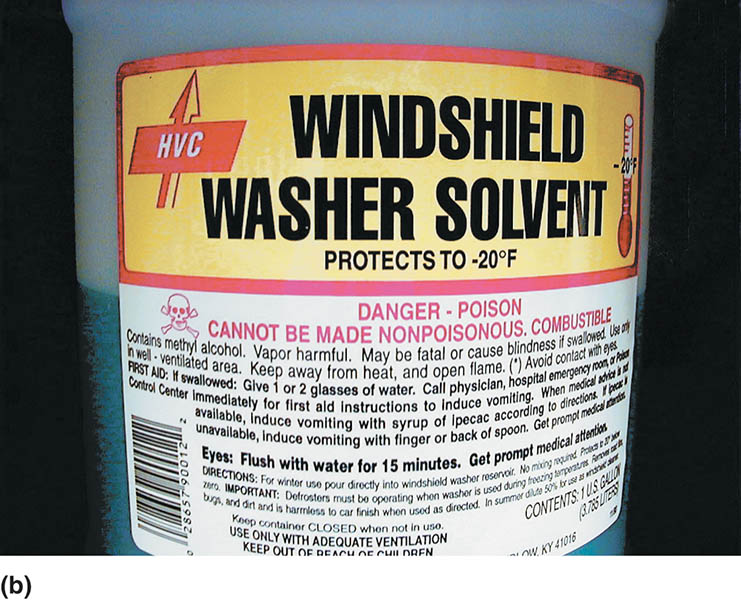 HVC
WINDSHIELD
-20°F
WASHER SOLVENT
PROTECTS TO -20°F
DANGER - POISON
CANNOT BE MADE NONPOISONOUS. COMBUSTIBLE
Contains methyl alcohol. Vapor harmful. May be fatal or cause blindness if swallowed. Use only
in well - ventilated area. Keep away from heat, and open flame. (*) Avoid contact with eyes.
FIRST AID: If swallowed: Give 1 or 2 glasses of water. Call physician, hospital emergency room, or Poison
Control Center immediately for first aid instructions to induce vomiting. When medical advice is not
available, induce vomiting with syrup of Ipecac according to directions. If Ipecac is
unavailable, induce vomiting with finger or back of spoon. Get prompt medical attention.
Eyes: Flush with water for 15 minutes. Get prompt medical attention.
DIRECTIONS: For winter use pour directly into windshield washer reservoir. No mixing required. Protects to 20° below
zero. IMPORTANT: Defrosters must be operating when washer is used during freezing temperatures. Removes road film,
bugs, and dirt and is harmless to car finish when used as directed. In summer dilute 50% for use as windshield cleaner.
Keep container CLOSED when not in use.
CONTENTS: 1 U.S. GALLON
(3.785 LITERS)
USE ONLY WITH ADEQUATE VENTILATION
KEEP OUT OF REACH OF CHILDREN
LOW, KY 41016
0 28657 90012 2
(b)